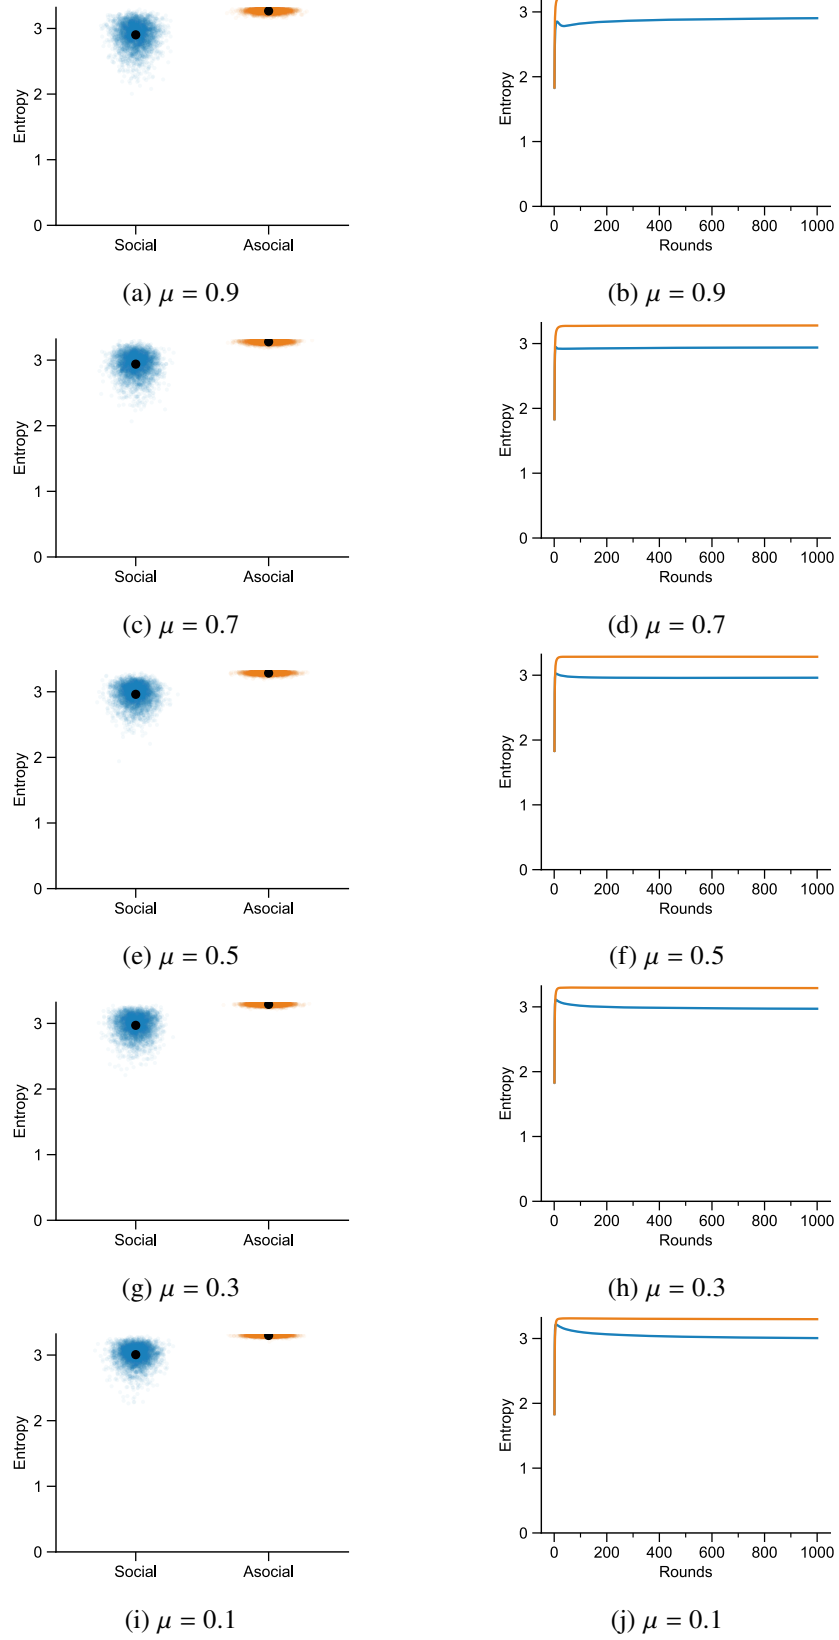 3
2
1
0
Entropy
Social Asocial
(a) μ = 0.9
3
2
1
0
Entropy
0 200 400 600 800 1000
Rounds
(b) μ = 0.9
3
2
1
0
Entropy
Social Asocial
(c) μ = 0.7
3
2
1
0
Entropy
0 200 400 600 800 1000
Rounds
(d) μ = 0.7
3
2
1
0
Entropy
Social Asocial
(e) μ = 0.5
3
2
1
0
Entropy
0 200 400 600 800 1000
Rounds
(f) μ = 0.5
3
2
1
0
Entropy
Social Asocial
(g) μ = 0.3
3
2
1
0
Entropy
0 200 400 600 800 1000
Rounds
(h) μ = 0.3
3
2
1
0
Entropy
Social Asocial
(i) μ = 0.1
3
2
1
0
Entropy
0 200 400 600 800 1000
Rounds
(j) μ = 0.1